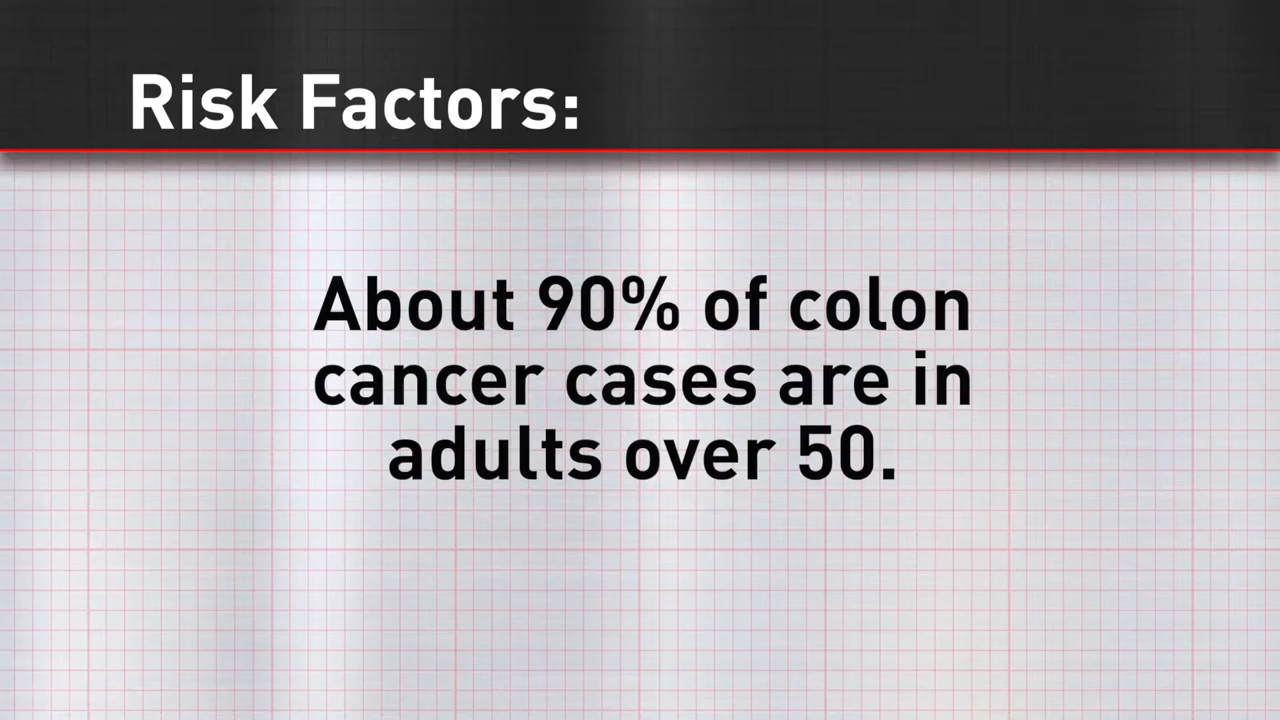 Risk Factors:
About 90% of colon
cancer cases are in
adults over 50.